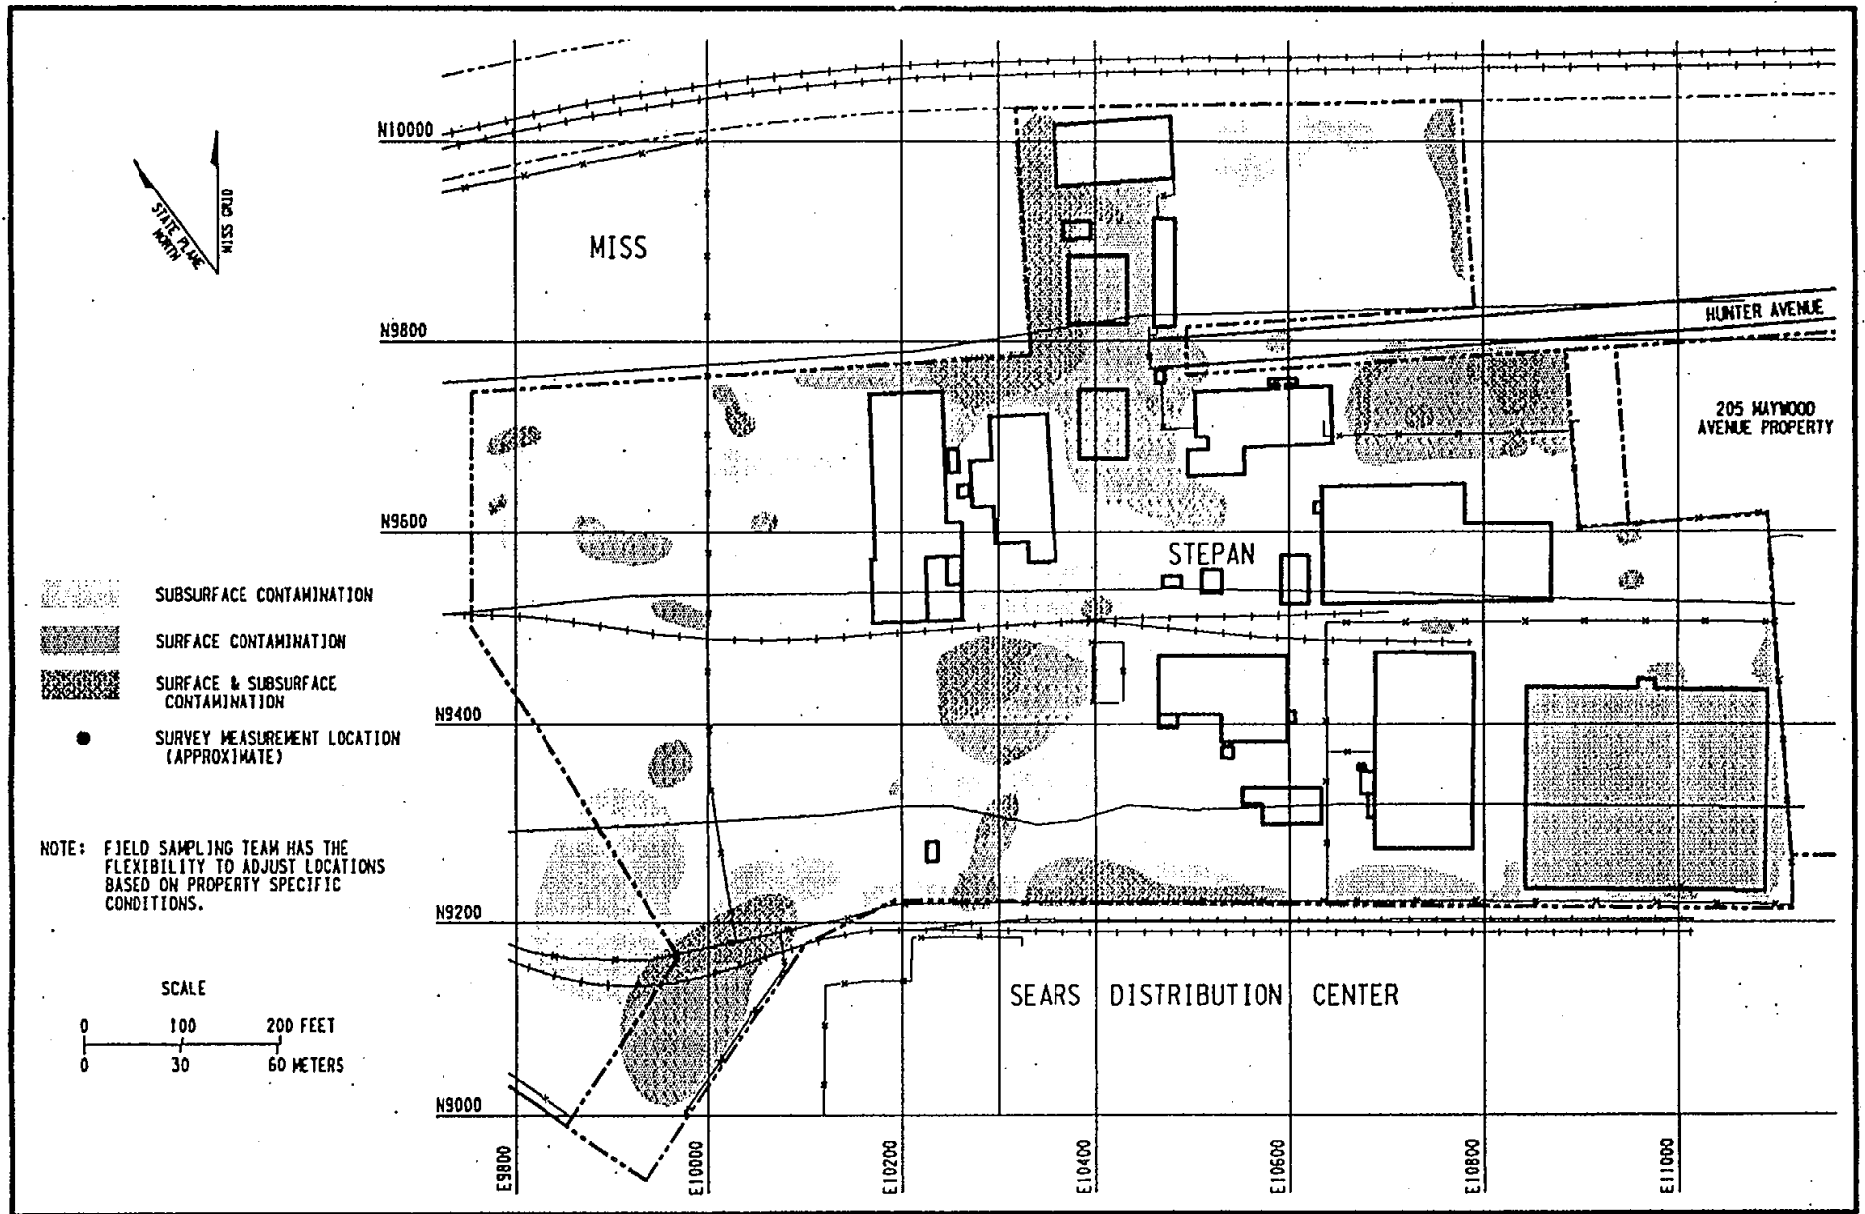 N10000
STATE PLANE
NORTH
MISS GRID
MISS
N9800
HUNTER AVENUE
205 MAYWOOD
AVENUE PROPERTY
N9600
STEPAN
SUBSURFACE CONTAMINATION
SURFACE CONTAMINATION
SURFACE & SUBSURFACE
CONTAMINATION
N9400
SURVEY MEASUREMENT LOCATION
(APPROXIMATE)
NOTE: FIELD SAMPLING TEAM HAS THE
FLEXIBILITY TO ADJUST LOCATIONS
BASED ON PROPERTY SPECIFIC
CONDITIONS.
N9200
SEARS DISTRIBUTION CENTER
SCALE
0 100 200 FEET
0 30 60 METERS
N9000
E9800
E10000
E10200
E10400
E10600
E10800
E11000